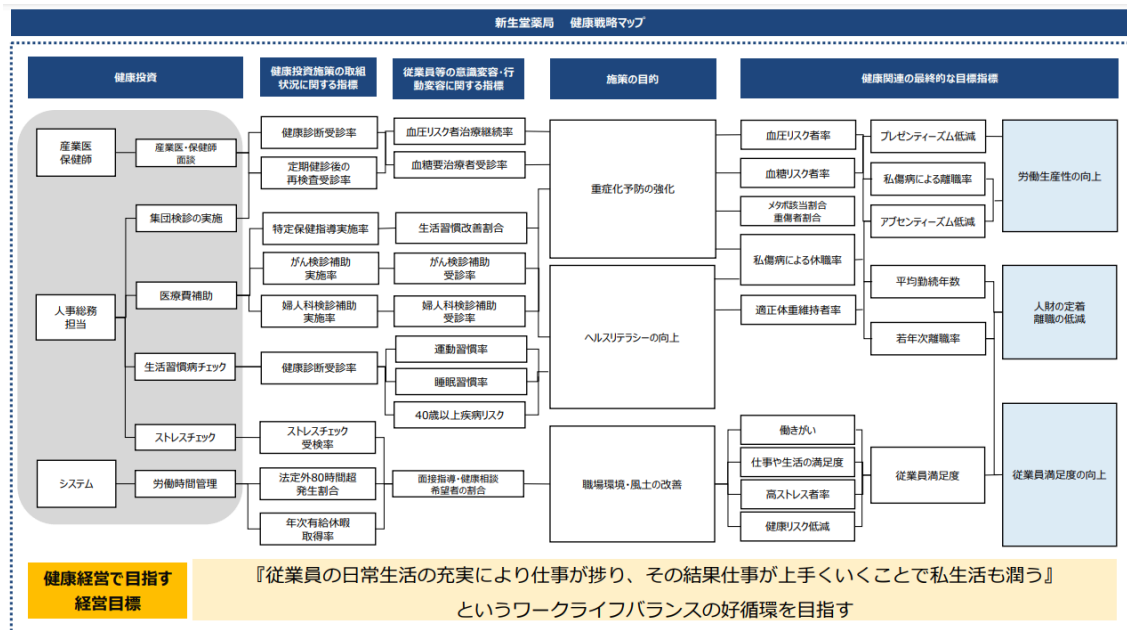 新生堂薬局 健康戦略マップ
健康投資
健康投資施策の取組
状況に関する指標
従業員等の意識変容・行
動変容に関する指標
施策の目的
健康関連の最終的な目標指標
産業医
保健師
産業医・保健師
面談
集団検診の実施
人事総務
担当
医療費補助
生活習慣病チェック
ストレスチェック
システム
労働時間管理
健康診断受診率
定期健診後の
再検査受診率
特定保健指導実施率
がん検診補助
実施率
婦人科検診補助
実施率
健康診断受診率
ストレスチェック
受検率
法定外80時間超
発生割合
年次有給休暇
取得率
血圧リスク者治療継続率
血糖要治療者受診率
生活習慣改善割合
がん検診補助
受診率
婦人科検診補助
受診率
運動習慣率
睡眠習慣率
40歳以上疾病リスク
面接指導・健康相談
希望者の割合
重症化予防の強化
ヘルスリテラシーの向上
職場環境・風土の改善
血圧リスク者率
血糖リスク者率
メタボ該当割合
重傷者割合
私傷病による休職率
適正体重維持者率
働きがい
仕事や生活の満足度
高ストレス者率
健康リスク低減
プレゼンティーズム低減
私傷病による離職率
アブセンティーズム低減
平均勤続年数
若年次離職率
従業員満足度
労働生産性の向上
人財の定着
離職の低減
従業員満足度の向上
健康経営で目指す
経営目標
『従業員の日常生活の充実により仕事が捗り、その結果仕事が上手くいくことで私生活も潤う』
というワークライフバランスの好循環を目指す